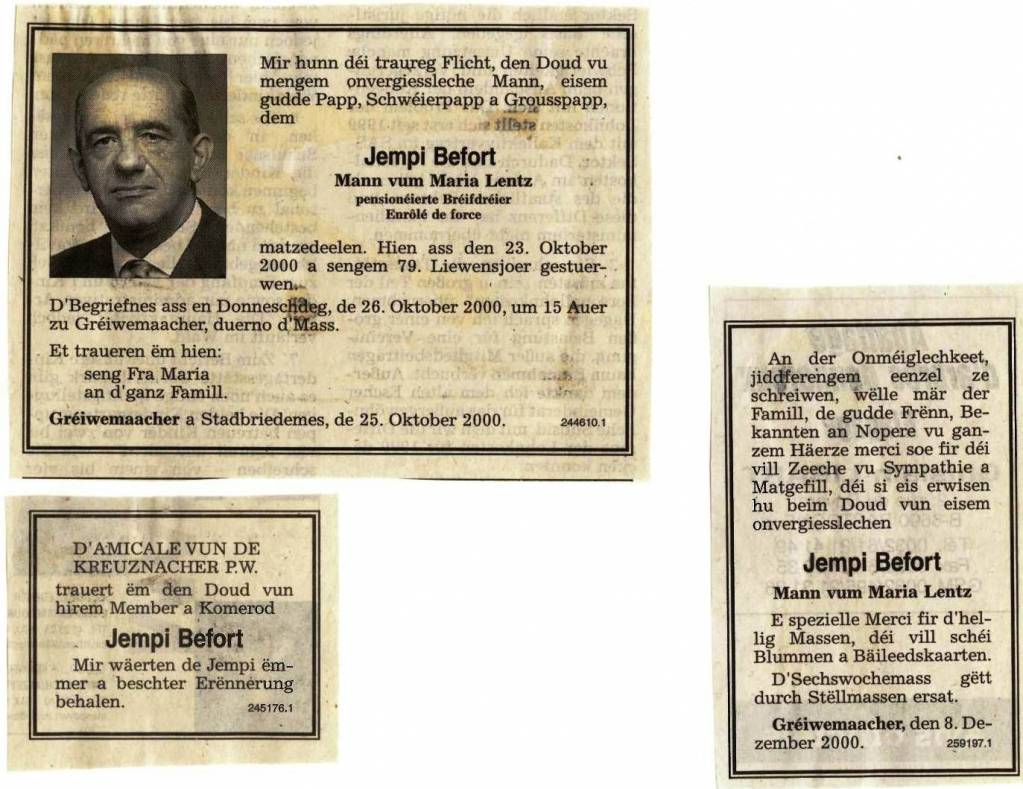 Mir hunn déi traureg Flicht, den Doud vu
mengem onvergiessleche Mann, eisem
gudde Papp, Schwéierpapp a Grousspapp,
dem
Jempi Befort
Mann vum Maria Lentz
pensionéierte Bréifdréier
Enrôlé de force
matzedeelen. Hien ass den 23. Oktober
2000 a sengem 79. Liewensjoer gestuer-
wen.
D'Begriefnes ass en Donneschdeg, de 26. Oktober 2000, um 15 Auer
zu Gréiwemaacher, duerno d'Mass.
Et traueren ëm hien:
seng Fra Maria
an d'ganz Famill.
Gréiwemaacher a Stadbriedemes, de 25. Oktober 2000.
244610.1
D'AMICALE VUN DE
KREUZNACHER P.W.
trauert ëm den Doud vun
hirem Member a Komerod
Jempi Befort
Mir wäerten de Jempi ëm-
mer a beschter Erënnerung
behalen.
245176.1
An der Onméiglechkeet,
jiddferengem eenzel ze
schreiwen, wëlle mär der
Famill, de gudde Frënn, Be-
kannten an Nopere vu gan-
zem Häerze merci soe fir déi
vill Zeeche vu Sympathie a
Matgefill, déi si eis erwisen
hu beim Doud vun eisem
onvergiesslechen
Jempi Befort
Mann vum Maria Lentz
E spezielle Merci fir d'hel-
lig Massen, déi vill schéi
Blummen a Bäileedskaarten.
D'Sechswochemass gëtt
durch Stëllmassen ersat.
Gréiwemaacher, den 8. De-
zember 2000.
259197.1